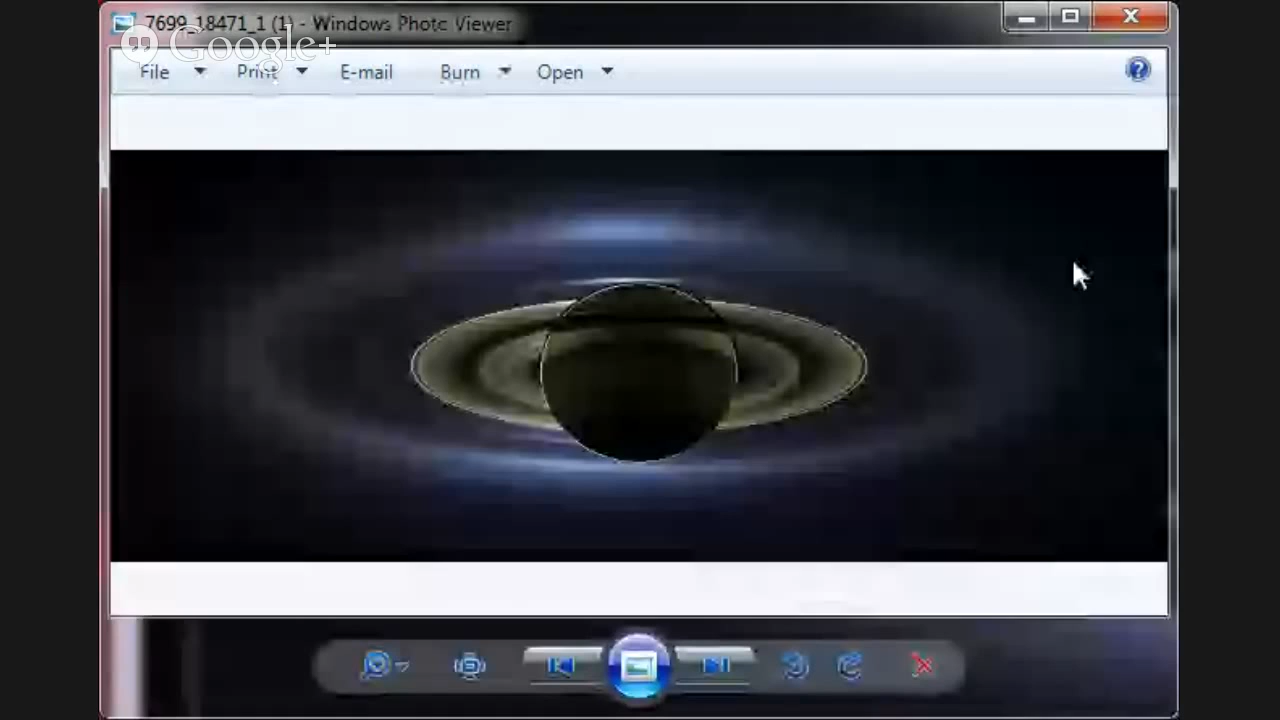 7699_18471_1 (1) - Windows Photo Viewer
Google+
File Print E-mail Burn Open